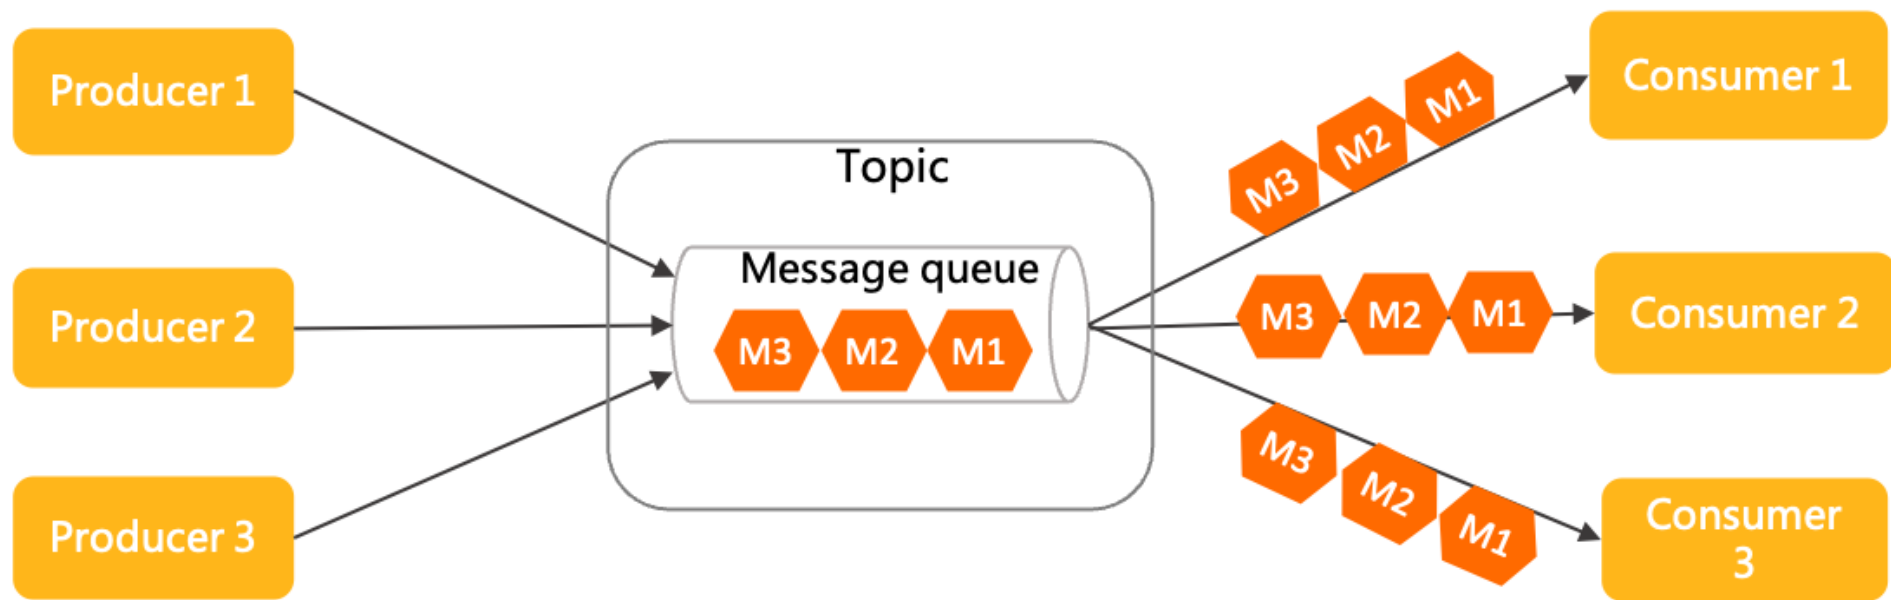 Producer 1
Producer 2
Producer 3
Topic
Message queue
M3 M2 M1
M3 M2 M1
M3 M2 M1
M3 M2 M1
Consumer 1
Consumer 2
Consumer
3